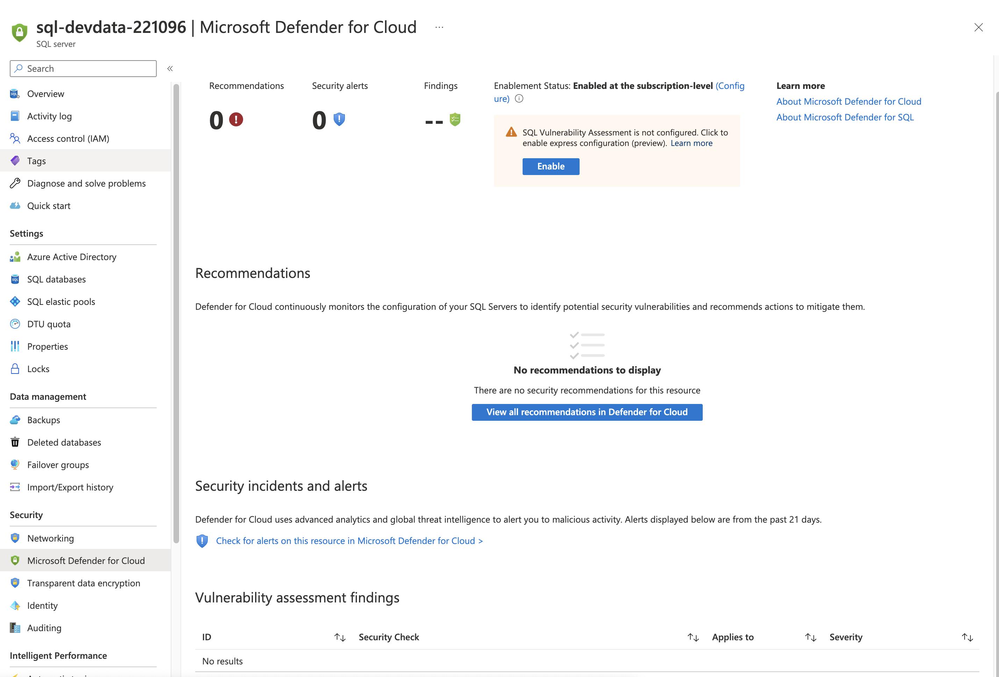 sql-devdata-221096 | Microsoft Defender for Cloud ...
SQL server
Search
«
Overview
Activity log
Access control (IAM)
Tags
Diagnose and solve problems
Quick start
Settings
Azure Active Directory
SQL databases
SQL elastic pools
DTU quota
Properties
Locks
Data management
Backups
Deleted databases
Failover groups
Import/Export history
Security
Networking
Microsoft Defender for Cloud
Transparent data encryption
Identity
Auditing
Intelligent Performance
Recommendations
0
Security alerts
0
Findings
--
Enablement Status: Enabled at the subscription-level (Config
ure)
SQL Vulnerability Assessment is not configured. Click to
enable express configuration (preview). Learn more
Enable
Learn more
About Microsoft Defender for Cloud
About Microsoft Defender for SQL
Recommendations
Defender for Cloud continuously monitors the configuration of your SQL Servers to identify potential security vulnerabilities and recommends actions to mitigate them.
No recommendations to display
There are no security recommendations for this resource
View all recommendations in Defender for Cloud
Security incidents and alerts
Defender for Cloud uses advanced analytics and global threat intelligence to alert you to malicious activity. Alerts displayed below are from the past 21 days.
Check for alerts on this resource in Microsoft Defender for Cloud >
Vulnerability assessment findings
ID Security Check Applies to Severity
No results